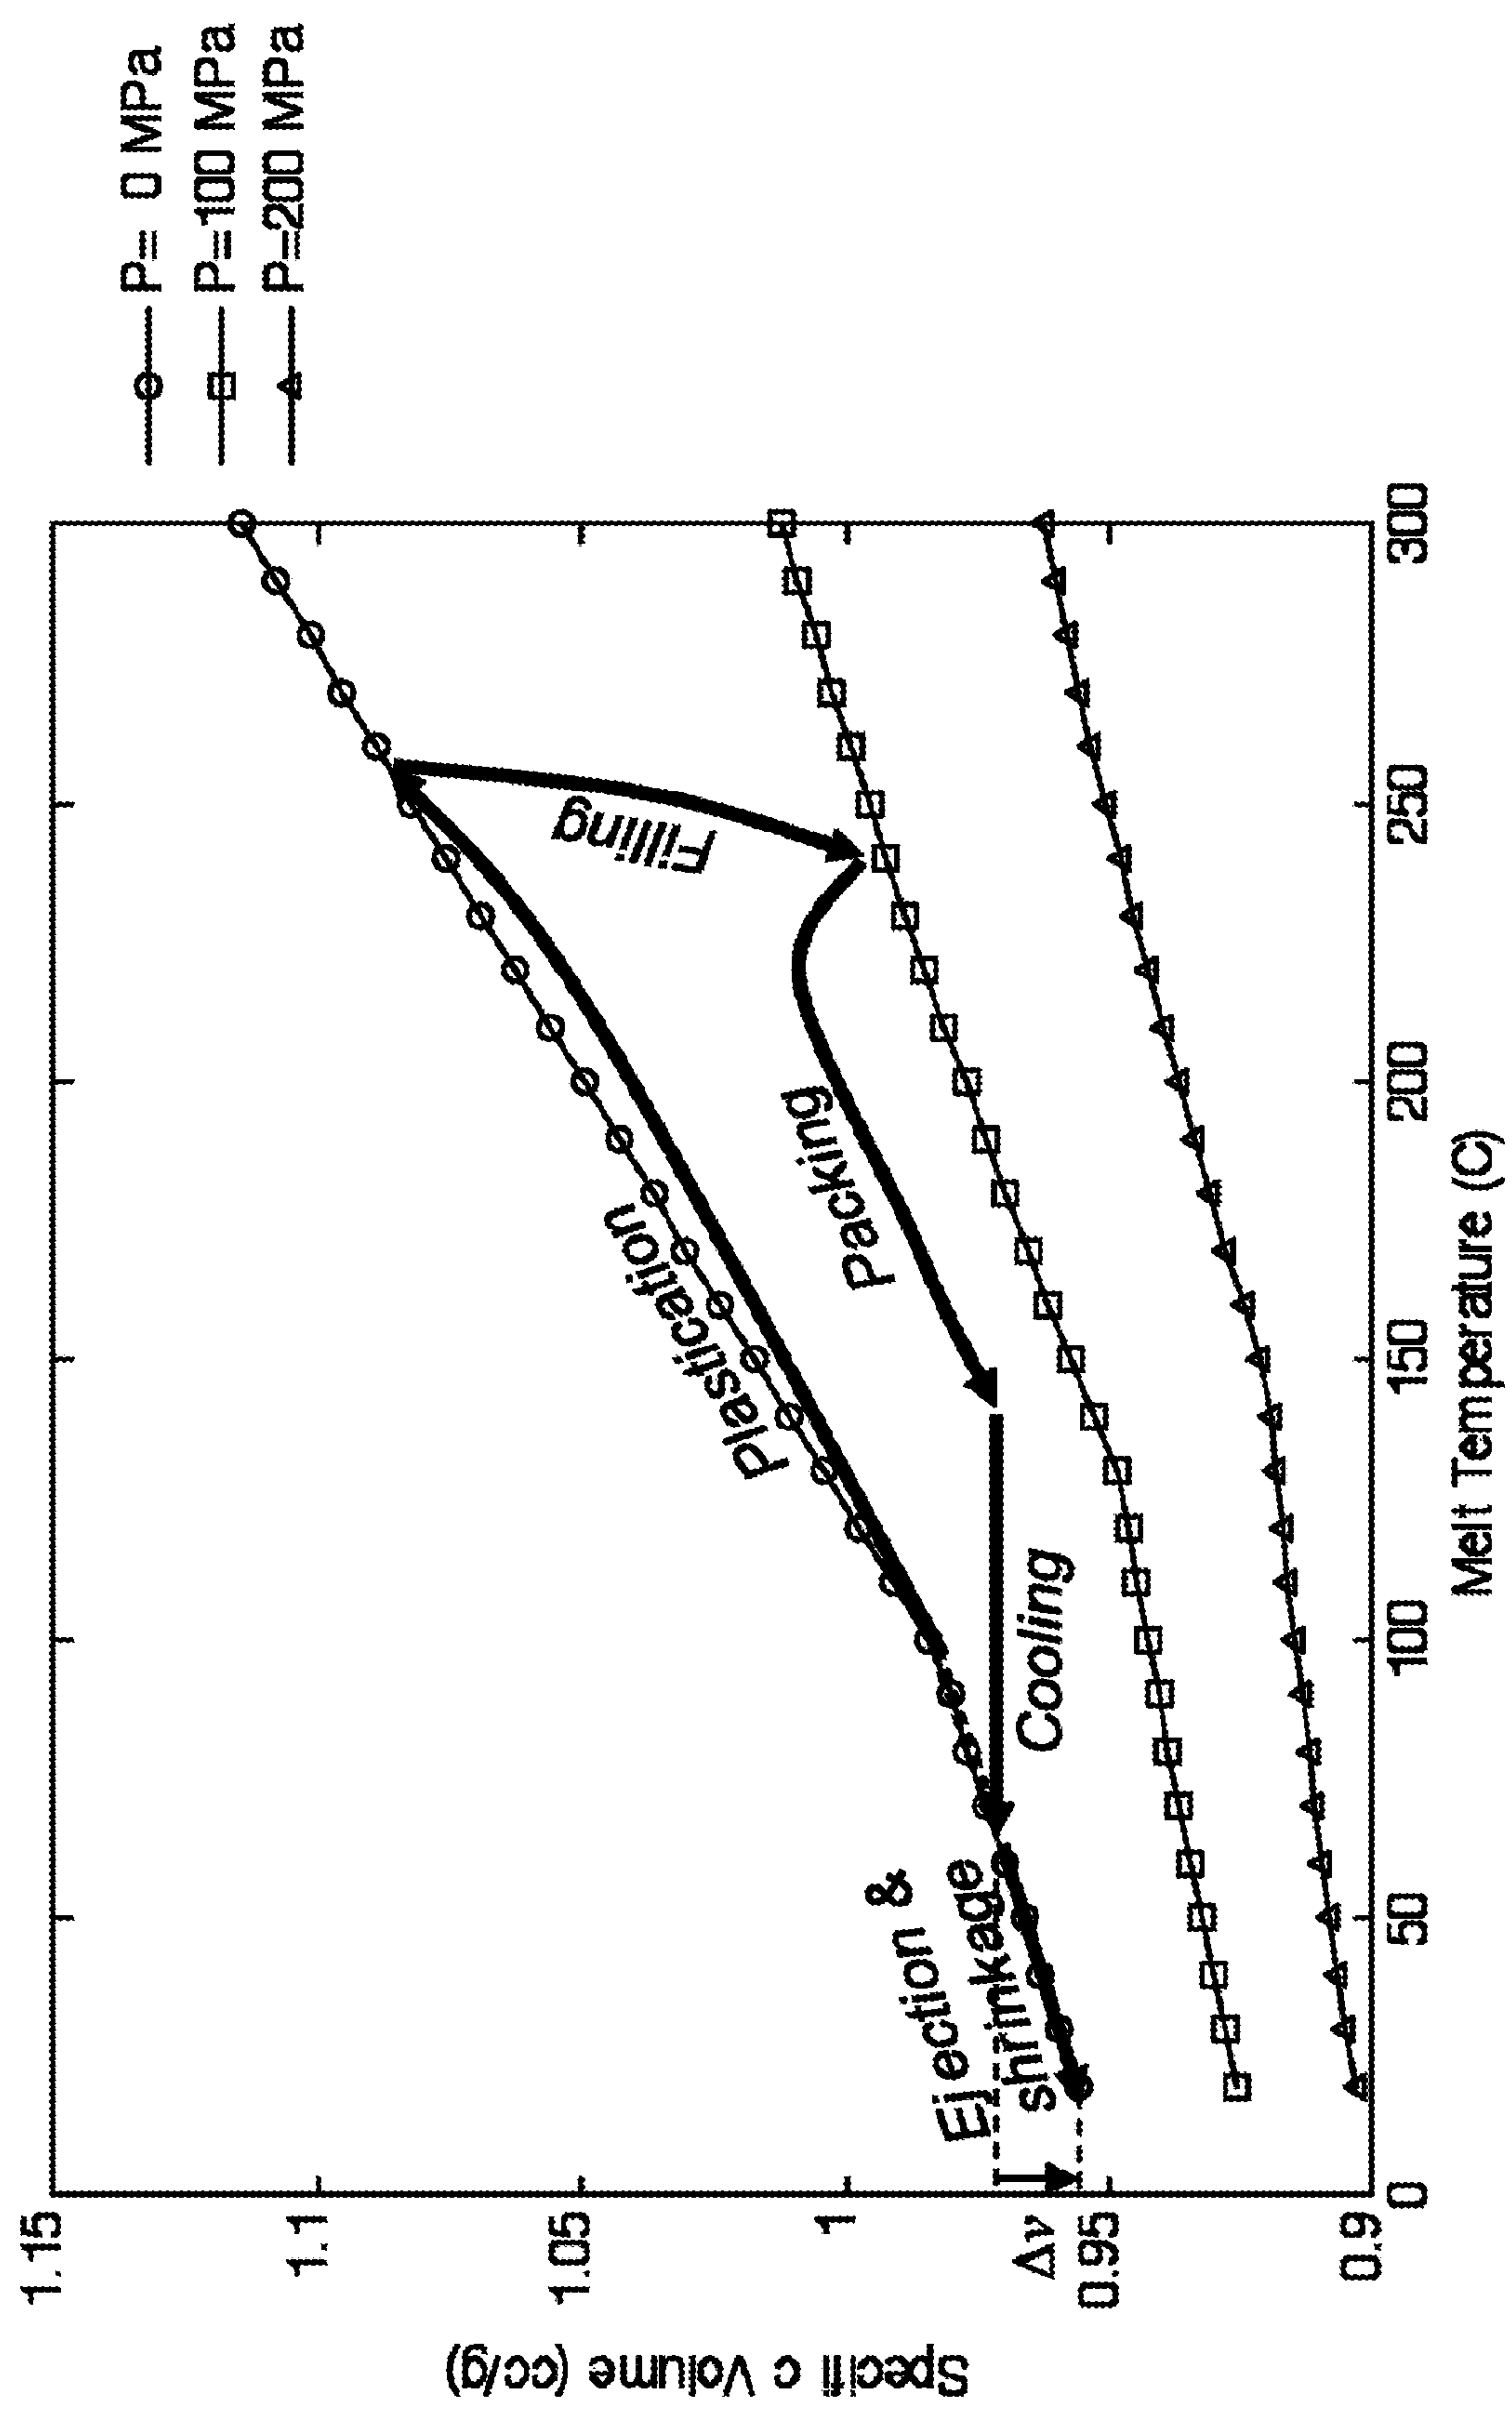 P= 0 MPa
P=100 MPa
P=200 MPa
1.15
1.1
1.05
1
Δv
0.95
0.9
Specifi c Volume (cc/g)
Plastication
Filling
Packing
Cooling
Ejection &
shrinkage
0
50
100
150
200
250
300
Melt Temperature (C)